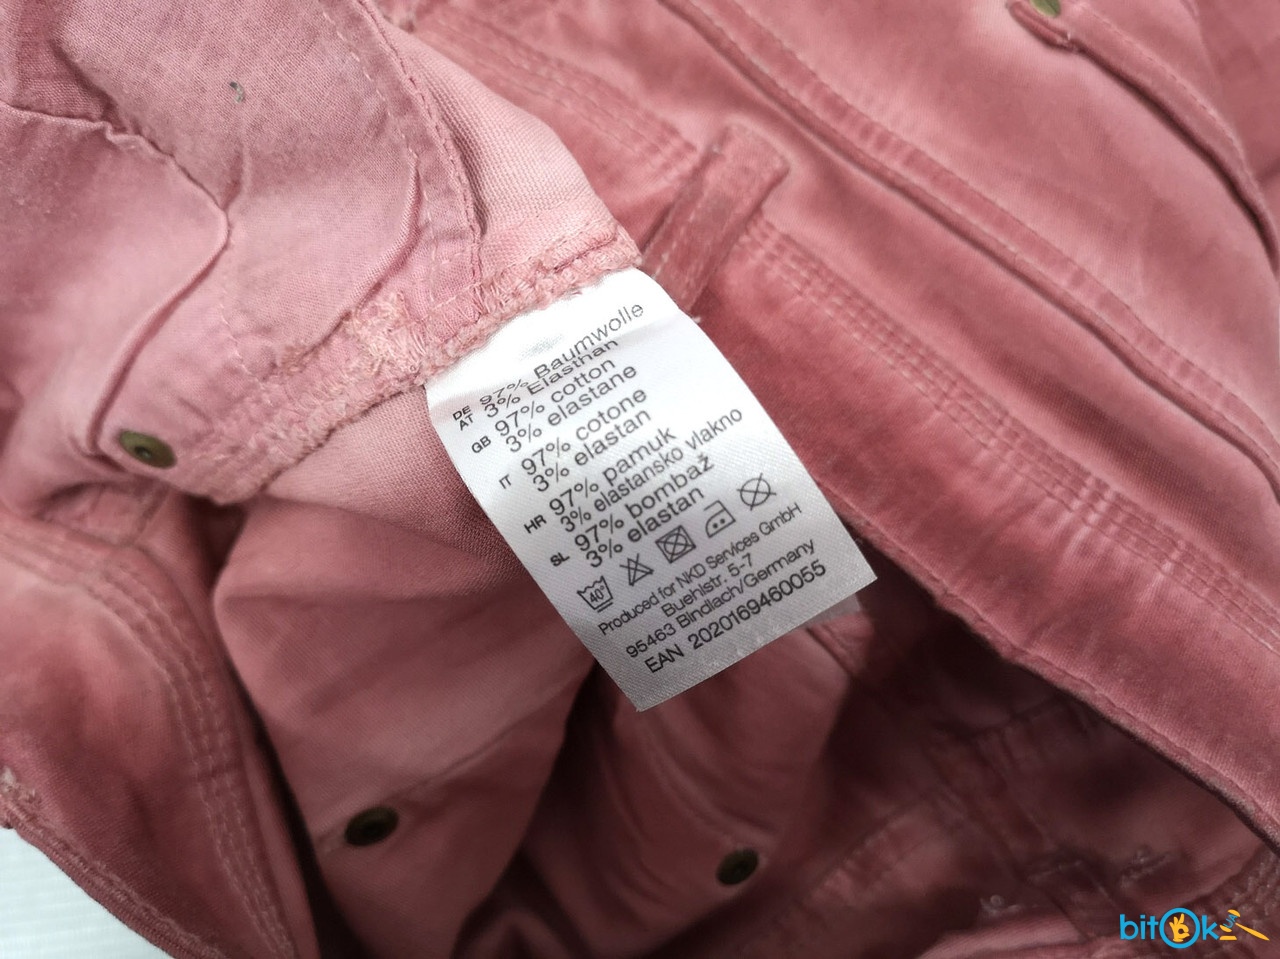 DE
AT
97% Baumwolle
3% Elasthan
GB
97% cotton
3% elastane
IT
97% cotone
3% elastan
HR
97% pamuk
3% elastansko vlakno
SL
97% bombaž
3% elastan
40°
Produced for NKD Services GmbH
Buehlstr. 5-7
95463 Bindlach/Germany
EAN 2020169460055
bitOk